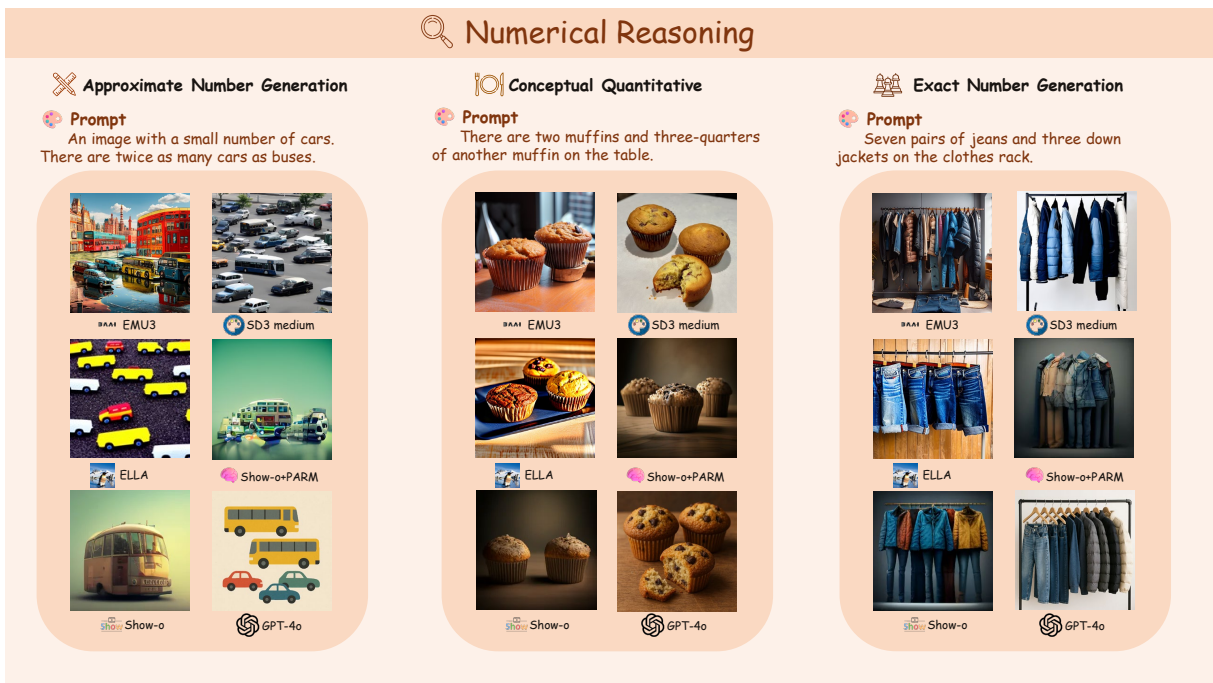 Numerical Reasoning
Approximate Number Generation
Prompt
An image with a small number of cars.
There are twice as many cars as buses.
EMU3
SD3 medium
ELLA
Show-o+PARM
Show
Show-o
GPT-4o
Conceptual Quantitative
Prompt
There are two muffins and three-quarters
of another muffin on the table.
EMU3
SD3 medium
ELLA
Show-o+PARM
Show
Show-o
GPT-4o
Exact Number Generation
Prompt
Seven pairs of jeans and three down
jackets on the clothes rack.
EMU3
SD3 medium
ELLA
Show-o+PARM
Show
Show-o
GPT-4o